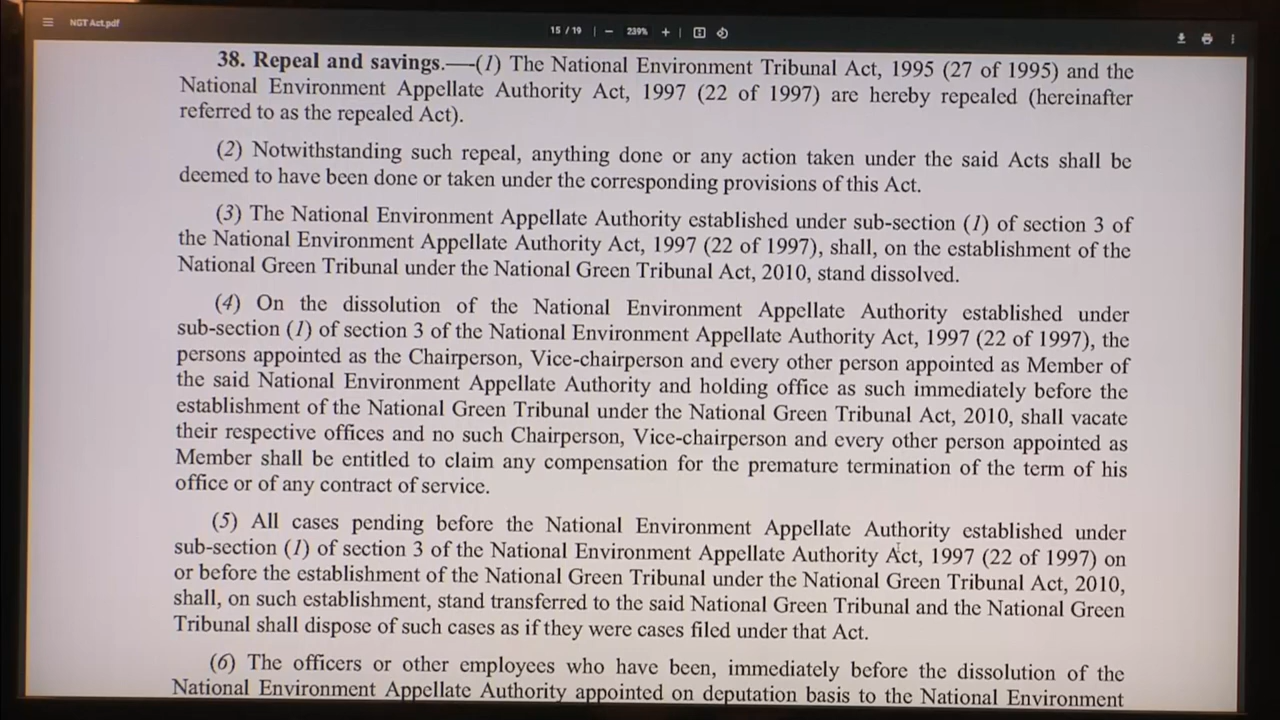 NGT Act.pdf
15 / 19 | − 239% + |
38. Repeal and savings.—(1) The National Environment Tribunal Act, 1995 (27 of 1995) and the
National Environment Appellate Authority Act, 1997 (22 of 1997) are hereby repealed (hereinafter
referred to as the repealed Act).
(2) Notwithstanding such repeal, anything done or any action taken under the said Acts shall be
deemed to have been done or taken under the corresponding provisions of this Act.
(3) The National Environment Appellate Authority established under sub-section (1) of section 3 of
the National Environment Appellate Authority Act, 1997 (22 of 1997), shall, on the establishment of the
National Green Tribunal under the National Green Tribunal Act, 2010, stand dissolved.
(4) On the dissolution of the National Environment Appellate Authority established under
sub-section (1) of section 3 of the National Environment Appellate Authority Act, 1997 (22 of 1997), the
persons appointed as the Chairperson, Vice-chairperson and every other person appointed as Member of
the said National Environment Appellate Authority and holding office as such immediately before the
establishment of the National Green Tribunal under the National Green Tribunal Act, 2010, shall vacate
their respective offices and no such Chairperson, Vice-chairperson and every other person appointed as
Member shall be entitled to claim any compensation for the premature termination of the term of his
office or of any contract of service.
(5) All cases pending before the National Environment Appellate Authority established under
sub-section (1) of section 3 of the National Environment Appellate Authority Act, 1997 (22 of 1997) on
or before the establishment of the National Green Tribunal under the National Green Tribunal Act, 2010,
shall, on such establishment, stand transferred to the said National Green Tribunal and the National Green
Tribunal shall dispose of such cases as if they were cases filed under that Act.
(6) The officers or other employees who have been, immediately before the dissolution of the
National Environment Appellate Authority appointed on deputation basis to the National Environment